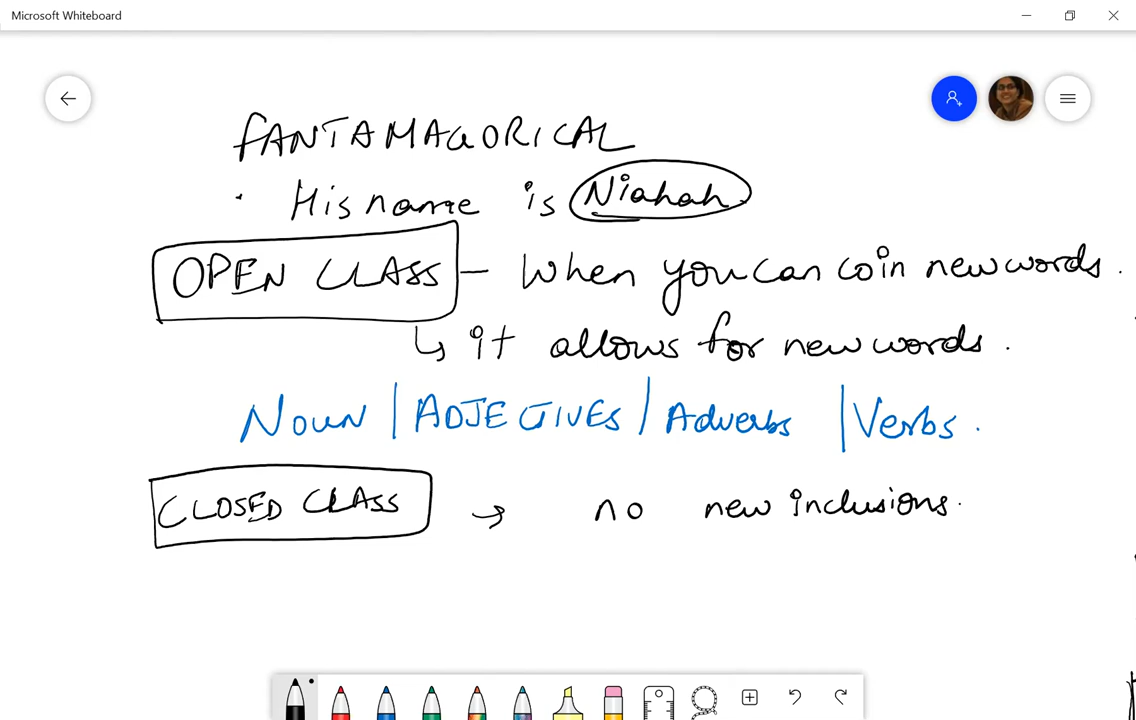 Microsoft Whiteboard
fANTAMAGORICAL
His name is Niahah
OPEN CLASS – When you can coin new words.
↳ it allows for new words.
NOUN | ADJECTIVES | Adverbs | Verbs.
CLOSED CLASS → no new inclusions.